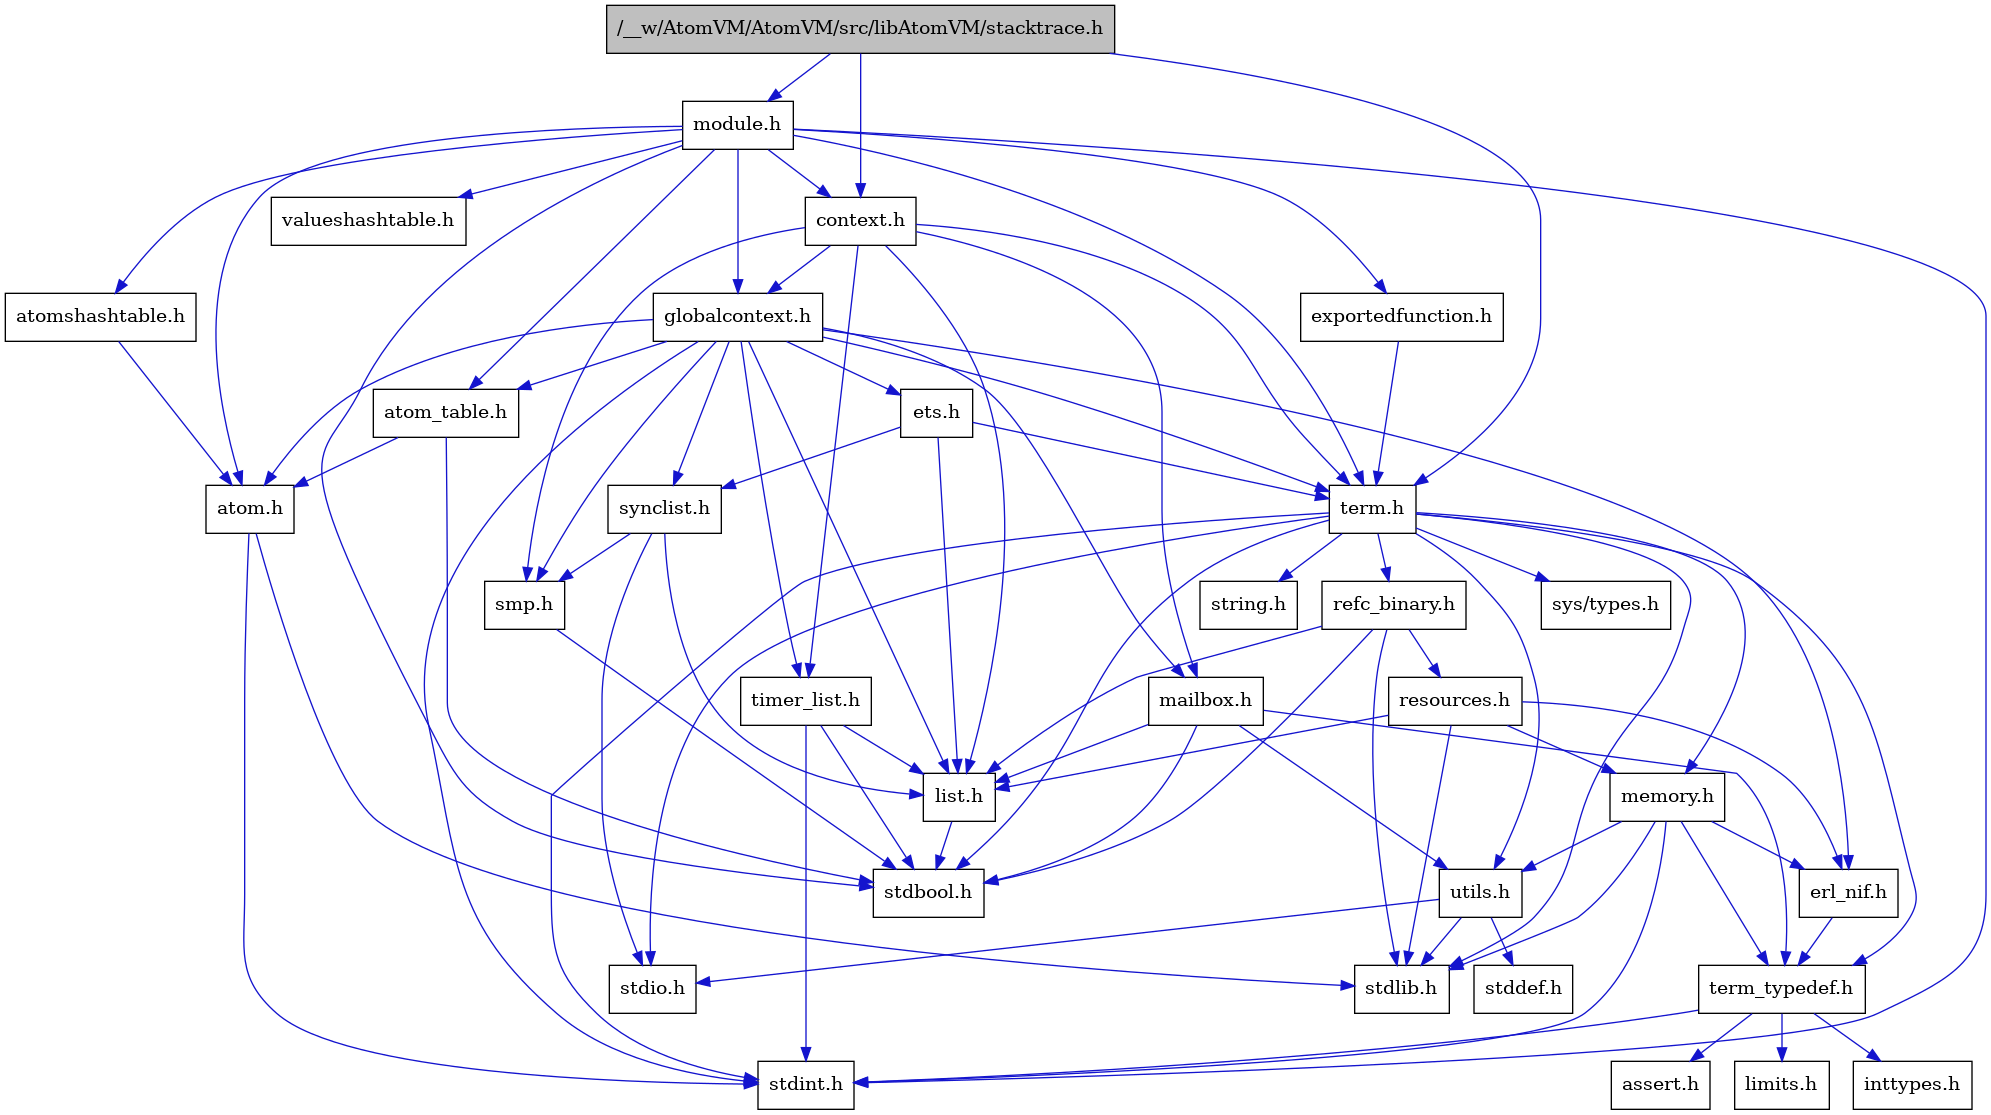 /__w/AtomVM/AtomVM/src/libAtomVM/stacktrace.h
module.h
valueshashtable.h
context.h
atomshashtable.h
globalcontext.h
exportedfunction.h
atom_table.h
ets.h
atom.h
synclist.h
term.h
smp.h
string.h
refc_binary.h
sys/types.h
timer_list.h
mailbox.h
resources.h
list.h
memory.h
stdbool.h
utils.h
erl_nif.h
stdio.h
stdlib.h
stddef.h
term_typedef.h
stdint.h
assert.h
limits.h
inttypes.h